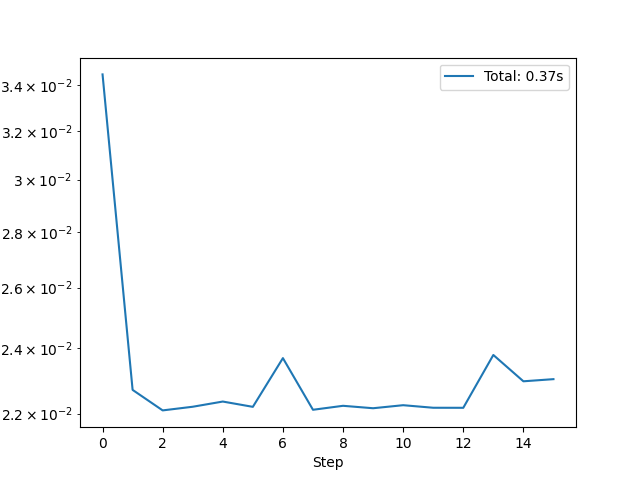 Total: 0.37s
3.4 × 10⁻²
3.2 × 10⁻²
3 × 10⁻²
2.8 × 10⁻²
2.6 × 10⁻²
2.4 × 10⁻²
2.2 × 10⁻²
0 2 4 6 8 10 12 14
Step